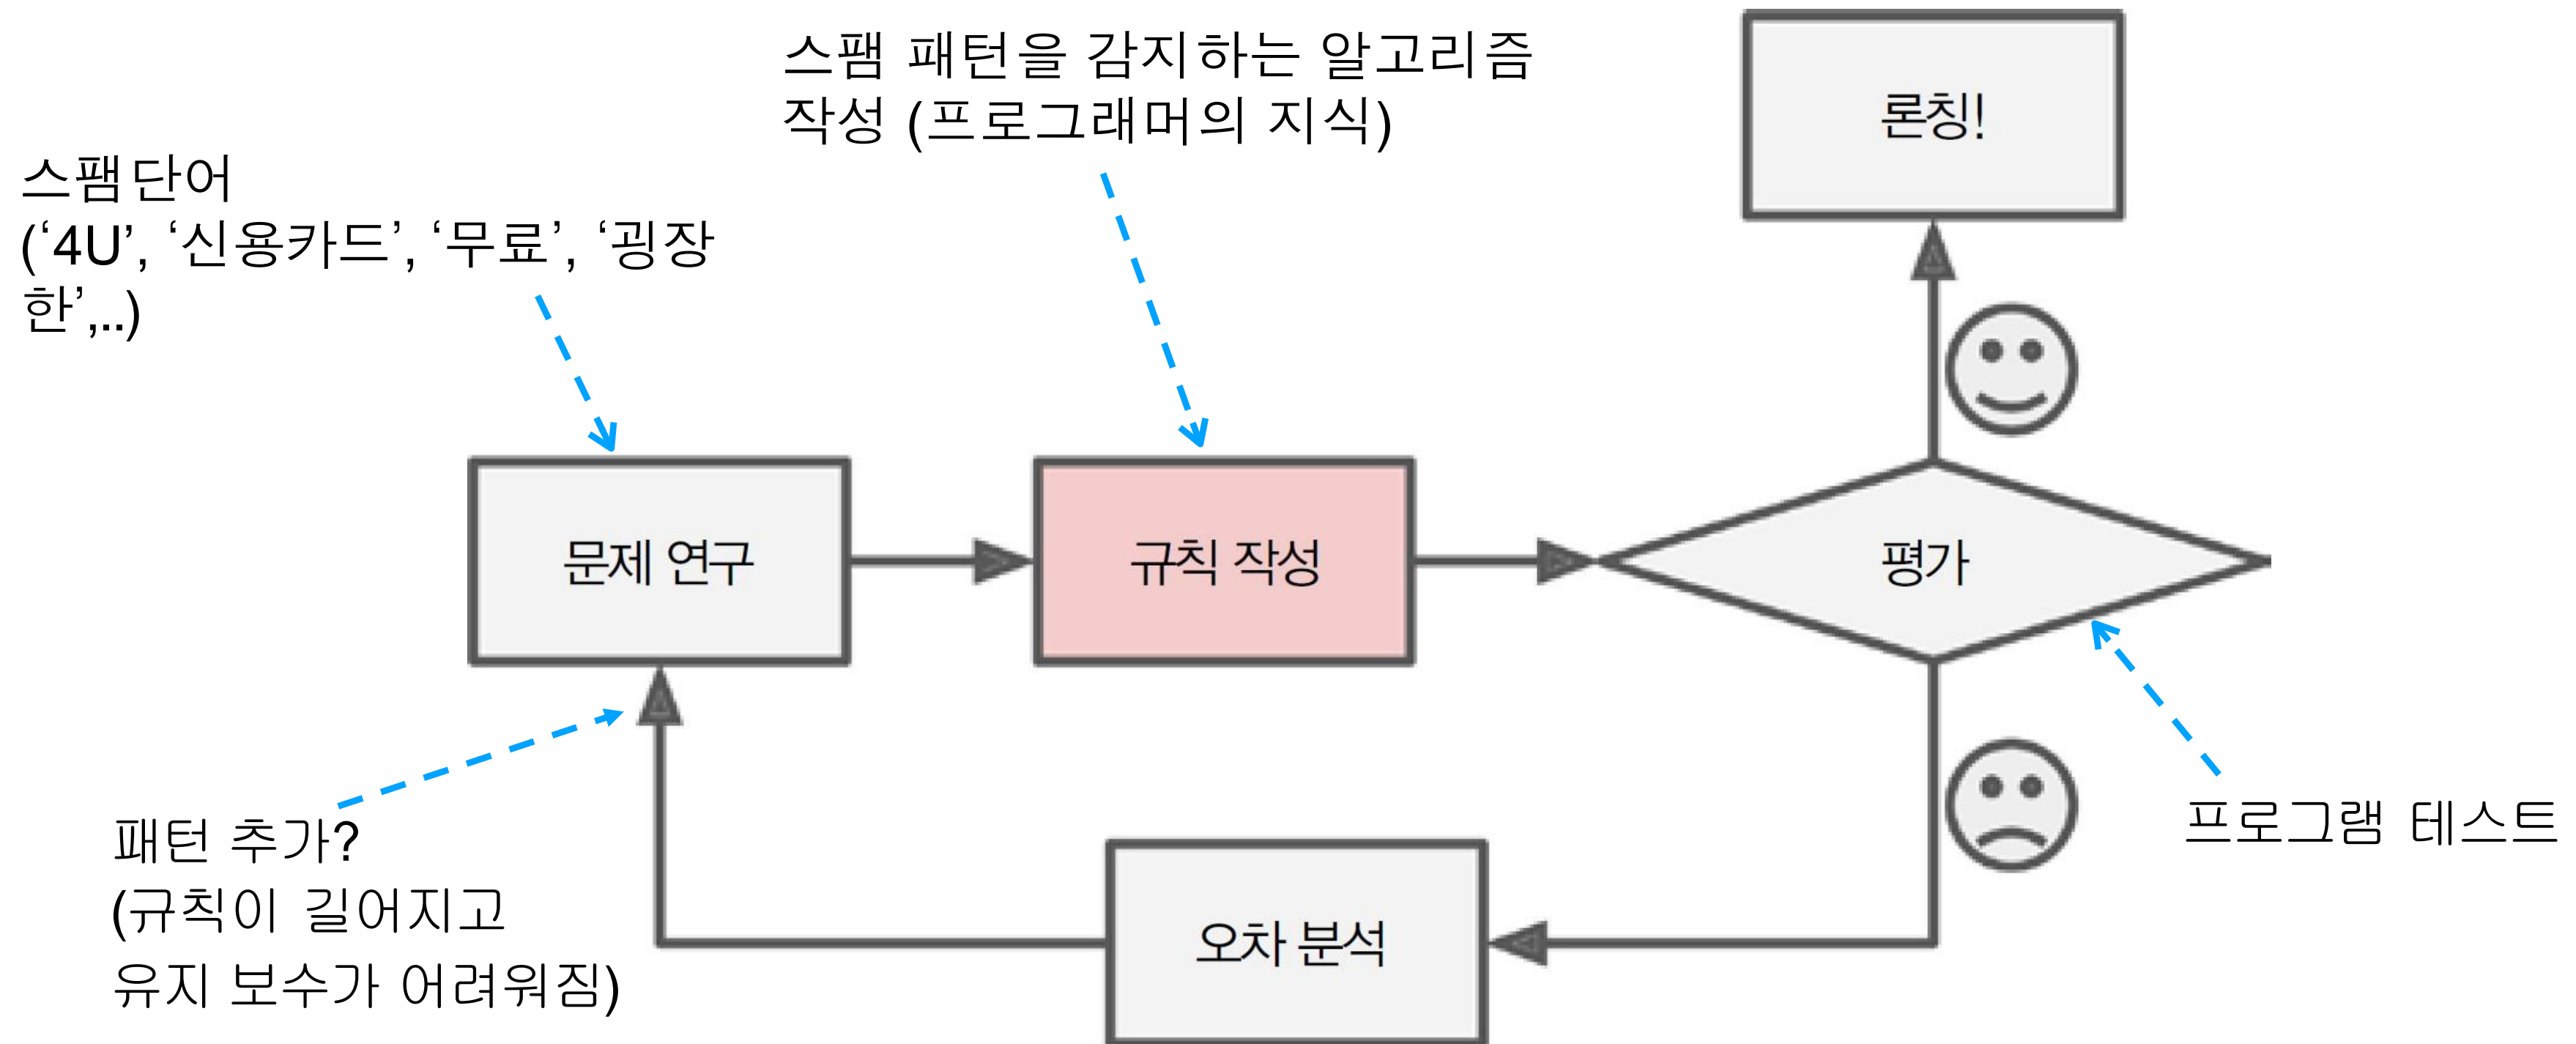 스팸 패턴을 감지하는 알고리즘
작성 (프로그래머의 지식)
론칭!
스팸단어
(‘4U’, ‘신용카드’, ‘무료’, ‘굉장
한’,..)
문제 연구
규칙 작성
평가
패턴 추가?
(규칙이 길어지고
유지 보수가 어려워짐)
오차 분석
프로그램 테스트